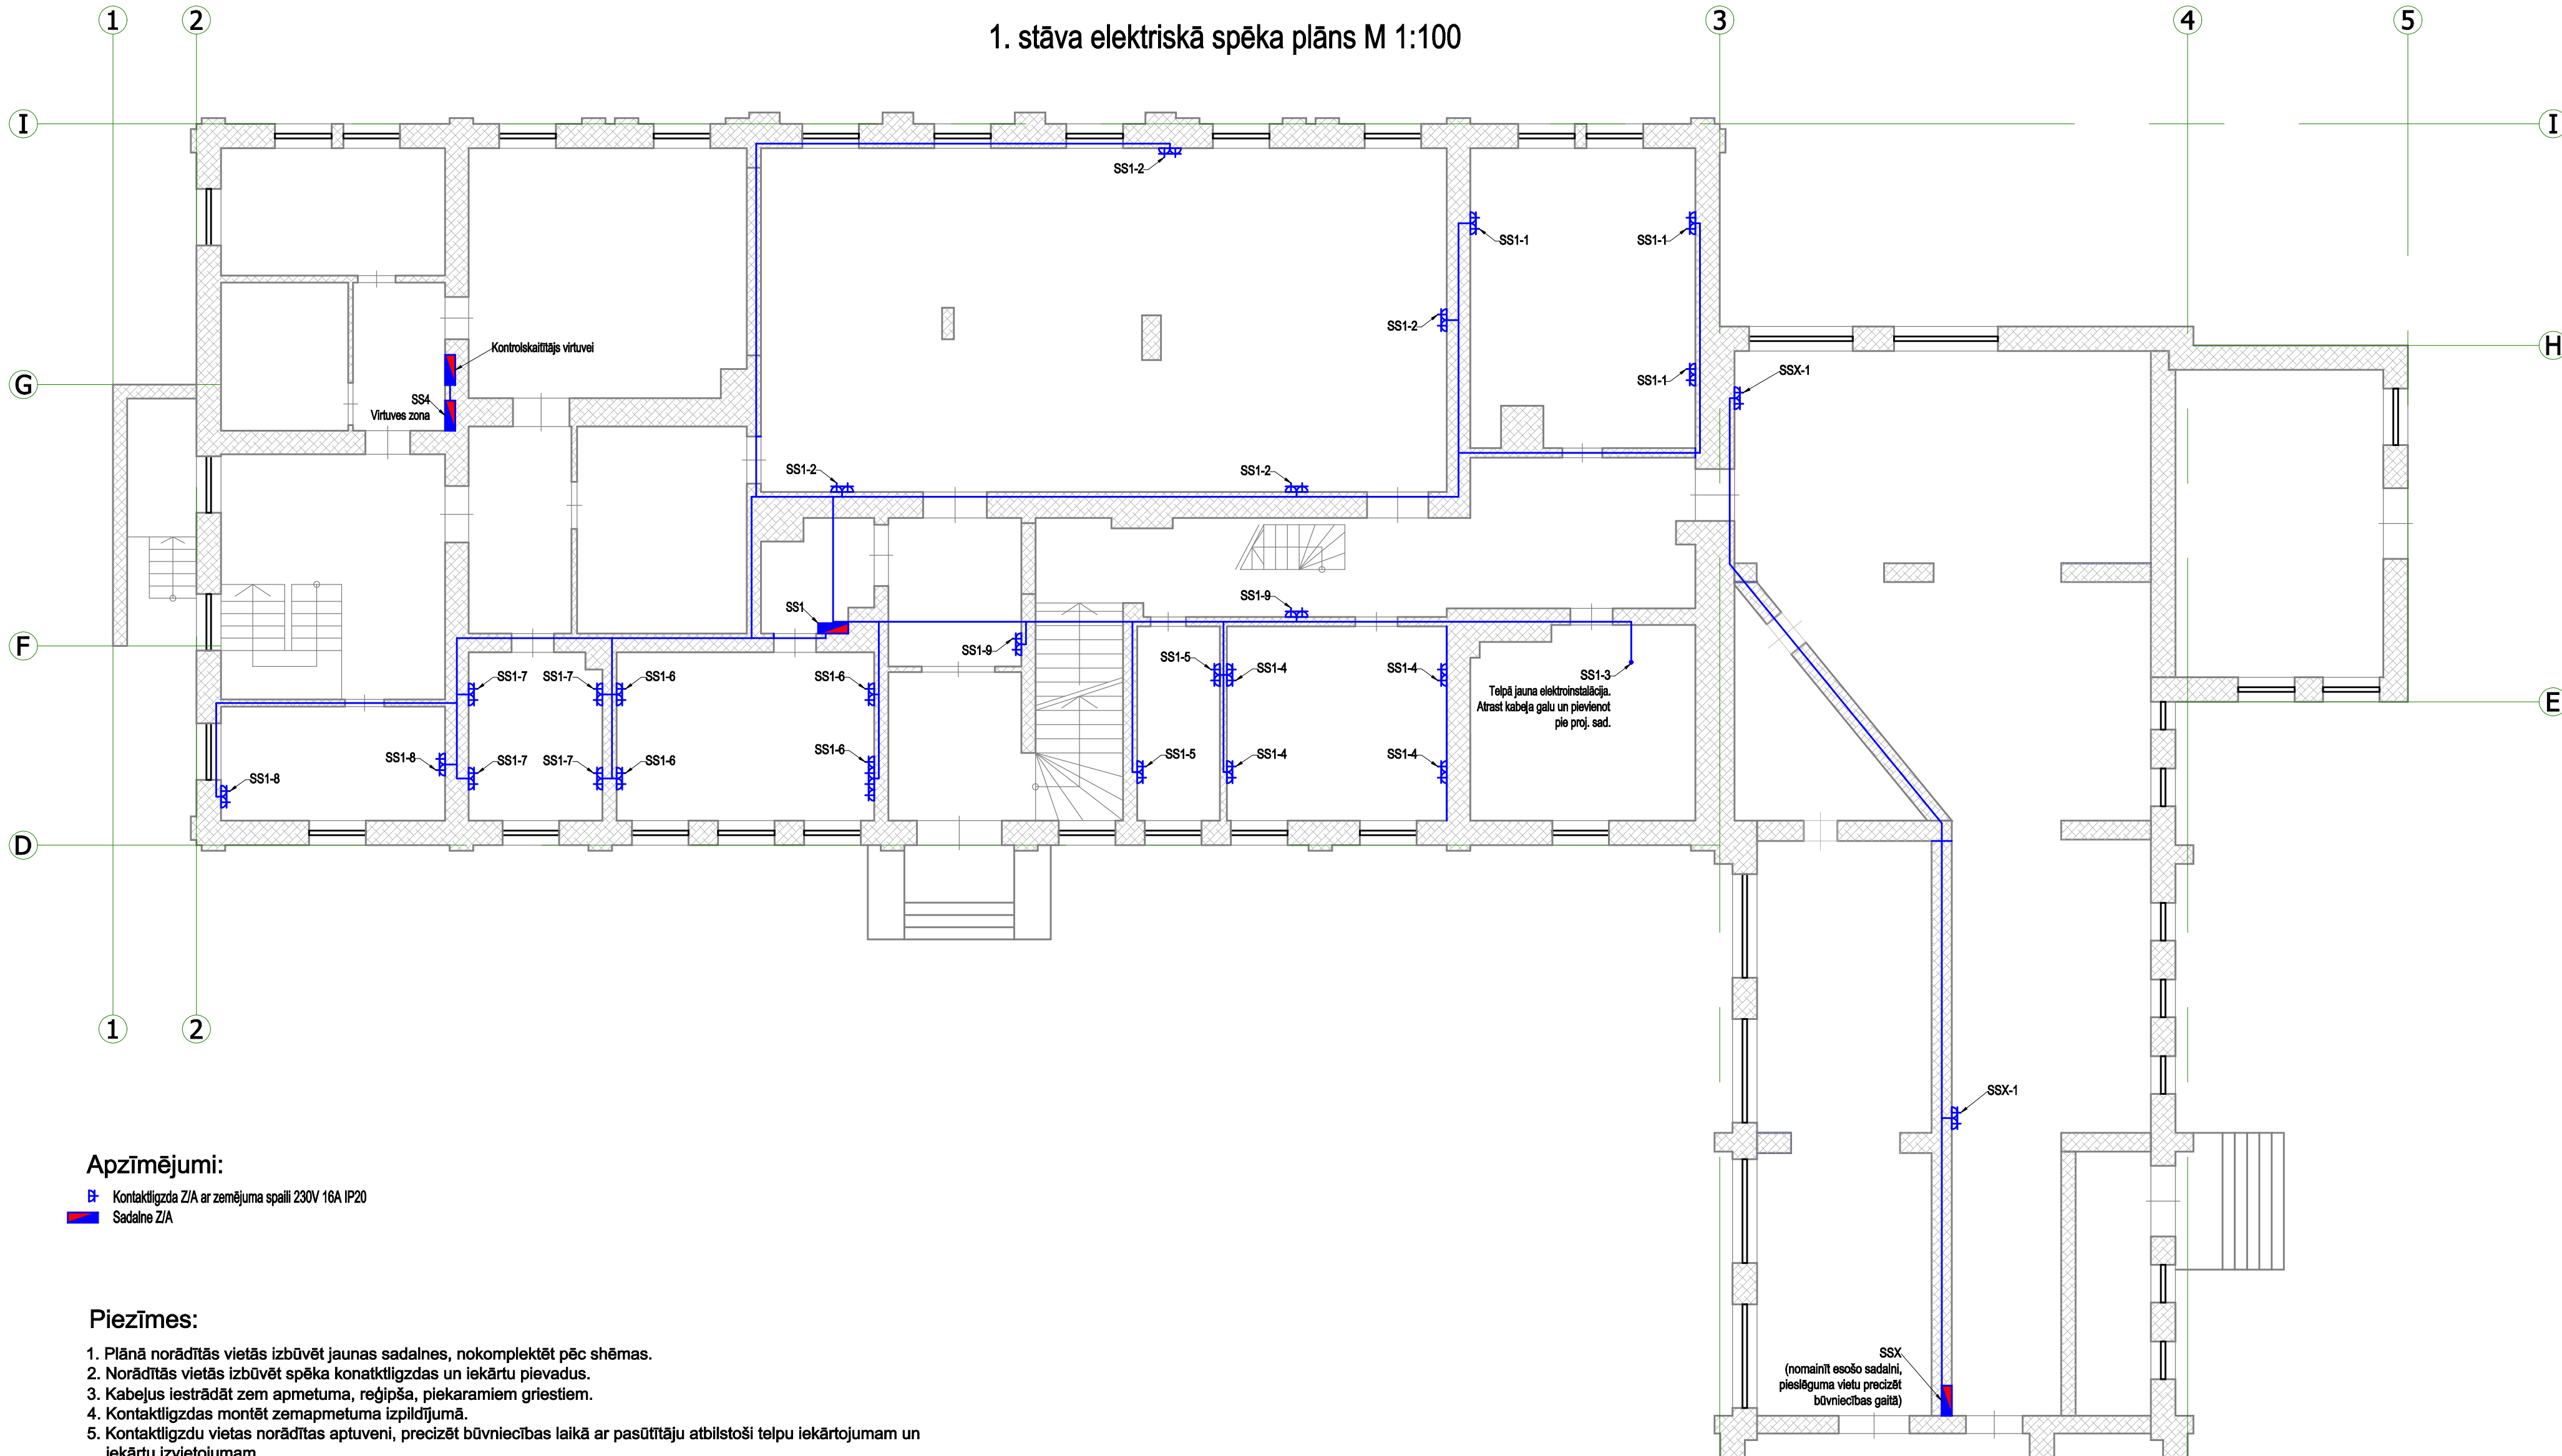 1. stāva elektriskā spēka plāns M 1:100
1
2
3
4
5
I
I
SS1-2
SS1-1
SS1-1
SS1-2
Kontrolskaitītājs virtuvei
H
G
SS1-1
SSX-1
SS4
Virtuves zona
SS1-2
SS1-2
SS1
SS1-9
F
SS1-9
SS1-5
SS1-4
SS1-4
SS1-3
Telpā jauna elektroinstalācija.
Atrast kabeļa galu un pievienot
pie proj. sad.
SS1-7
SS1-7
SS1-6
SS1-6
E
SS1-8
SS1-7
SS1-7
SS1-6
SS1-6
SS1-5
SS1-4
SS1-4
SS1-8
D
1
2
SSX-1
Apzīmējumi:
Kontaktligzda Z/A ar zemējuma spaili 230V 16A IP20
Sadalne Z/A
Piezīmes:
1. Plānā norādītās vietās izbūvēt jaunas sadalnes, nokomplektēt pēc shēmas.
2. Norādītās vietās izbūvēt spēka konatktligzdas un iekārtu pievadus.
3. Kabeļus iestrādāt zem apmetuma, reģipša, piekaramiem griestiem.
4. Kontaktligzdas montēt zemapmetuma izpildījumā.
5. Kontaktligzdu vietas norādītas aptuveni, precizēt būvniecības laikā ar pasūtītāju atbilstoši telpu iekārtojumam un
iekārtu izvietojumam
SSX
(nomainīt esošo sadalni,
pieslēguma vietu precizēt
būvniecības gaitā)